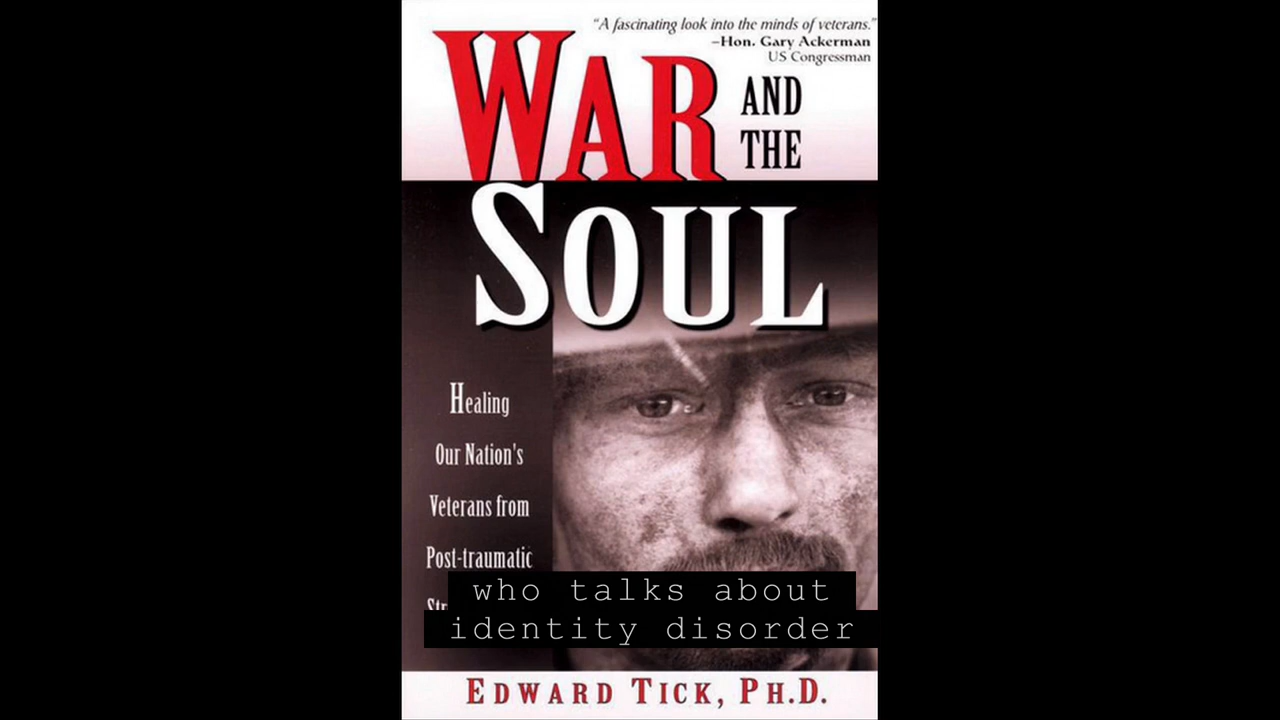 "A fascinating look into the minds of veterans."
–Hon. Gary Ackerman
US Congressman
WAR AND THE
SOUL
Healing
Our Nation's
Veterans from
Post-traumatic
who talks about
identity disorder
EDWARD TICK, PH.D.